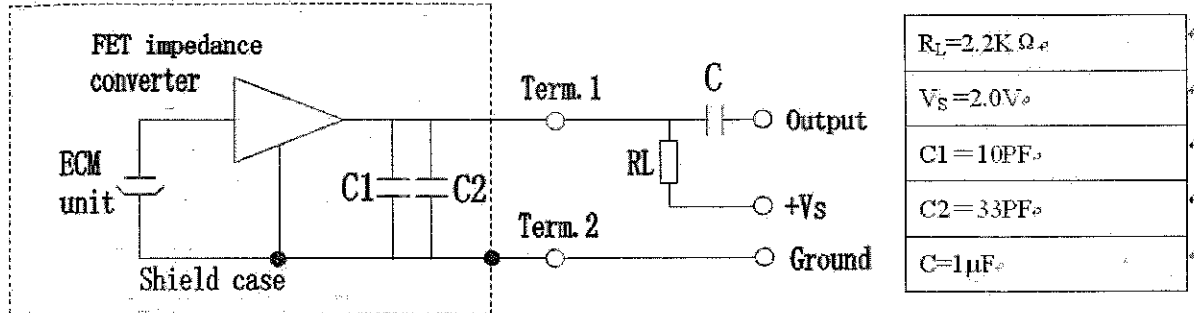 FET impedance
converter
ECM
unit
C1
C2
Shield case
Term.1
Term.2
C
RL
Output
+Vs
Ground
RL=2.2KΩ
VS=2.0V
C1=10PF
C2=33PF
C=1μF